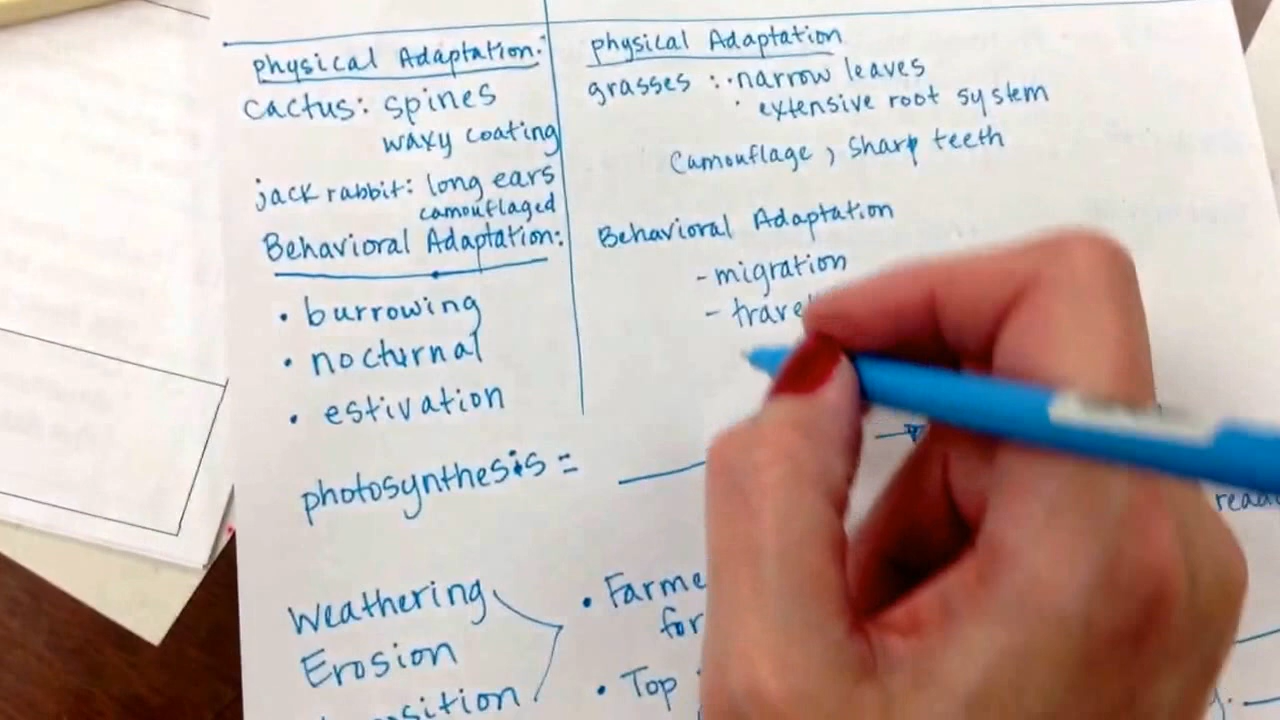 Physical Adaptation:
cactus: spines
waxy coating
jack rabbit: long ears
camouflaged
Behavioral Adaptation:
• burrowing
• nocturnal
• estivation
physical Adaptation
grasses : • narrow leaves
• extensive root system
Camouflage, sharp teeth
Behavioral Adaptation
- migration
-
photosynthesis =
Weathering
Erosion
•
for
• Top